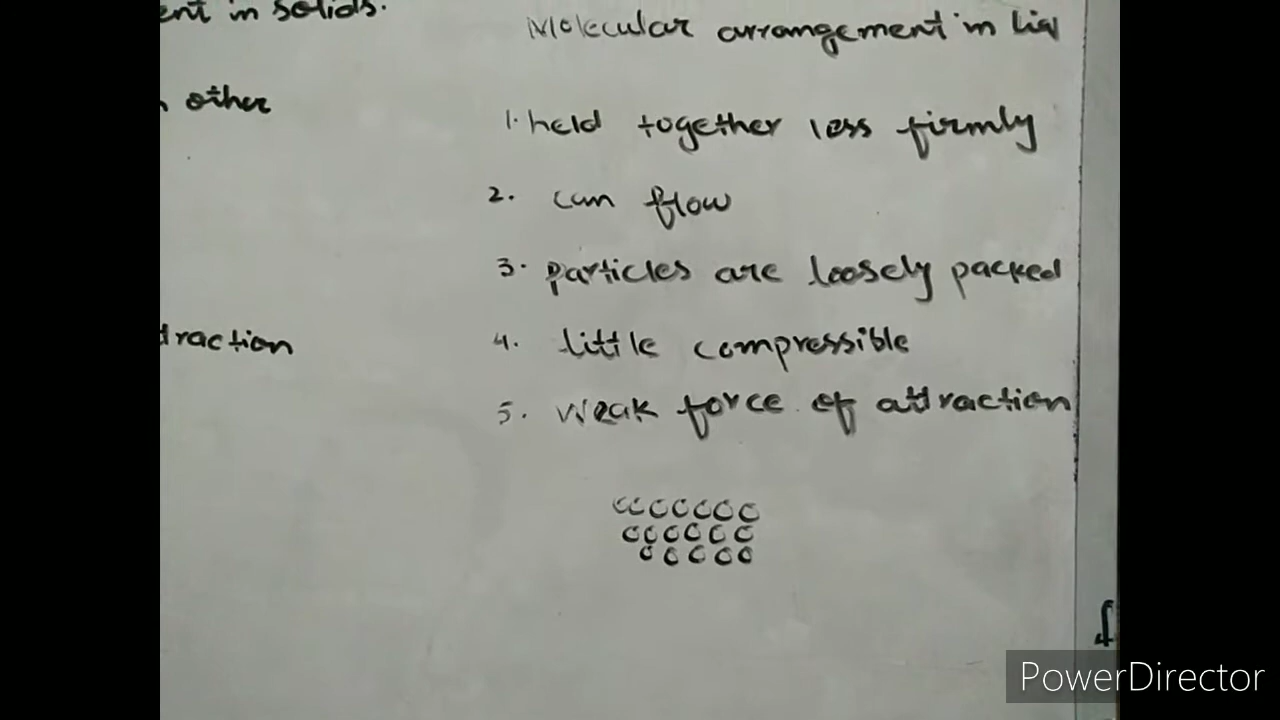 ent in solids.
other
traction
Molecular arrangement in Liq
1. held together less firmly
2. can flow
3. particles are loosely packed
4. little compressible
5. weak force of attraction
f
PowerDirector